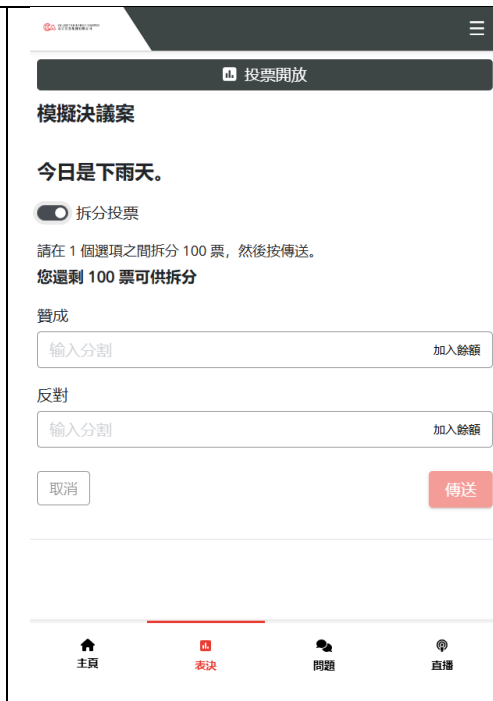 投票開放
模擬決議案
今日是下雨天。
拆分投票
請在 1 個選項之間拆分 100 票，然後按傳送。
您還剩 100 票可供拆分
贊成
输入分割 加入餘額
反對
输入分割 加入餘額
取消 傳送
主頁 表決 問題 直播